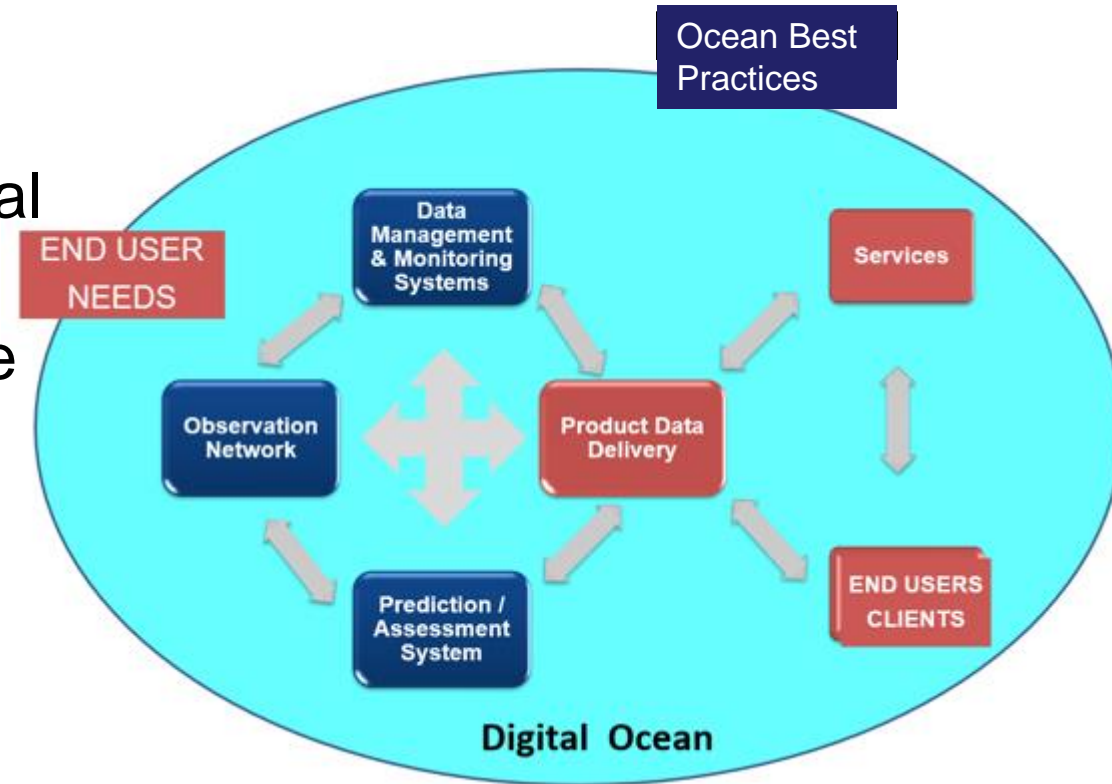 Ocean Best
Practices
al
END USER
NEEDS
e
Data
Management
& Monitoring
Systems
Services
Observation
Network
Product Data
Delivery
Prediction /
Assessment
System
END USERS
CLIENTS
Digital Ocean